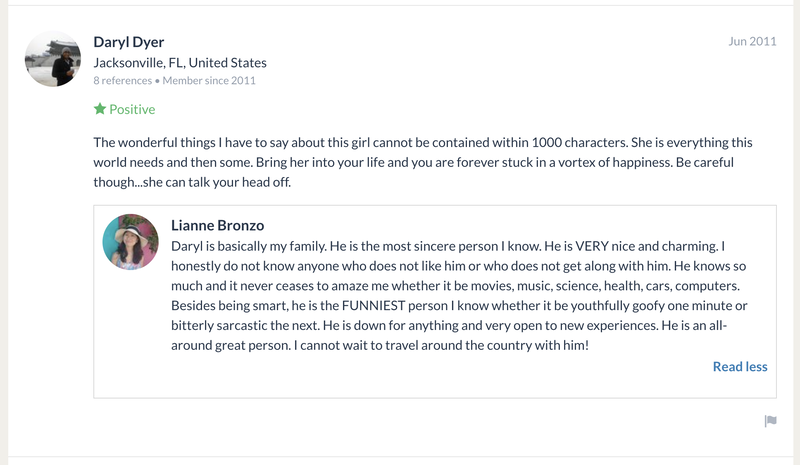 Daryl Dyer
Jun 2011
Jacksonville, FL, United States
8 references • Member since 2011
Positive
The wonderful things I have to say about this girl cannot be contained within 1000 characters. She is everything this
world needs and then some. Bring her into your life and you are forever stuck in a vortex of happiness. Be careful
though...she can talk your head off.
Lianne Bronzo
Daryl is basically my family. He is the most sincere person I know. He is VERY nice and charming. I
honestly do not know anyone who does not like him or who does not get along with him. He knows so
much and it never ceases to amaze me whether it be movies, music, science, health, cars, computers.
Besides being smart, he is the FUNNIEST person I know whether it be youthfully goofy one minute or
bitterly sarcastic the next. He is down for anything and very open to new experiences. He is an all-
around great person. I cannot wait to travel around the country with him!
Read less